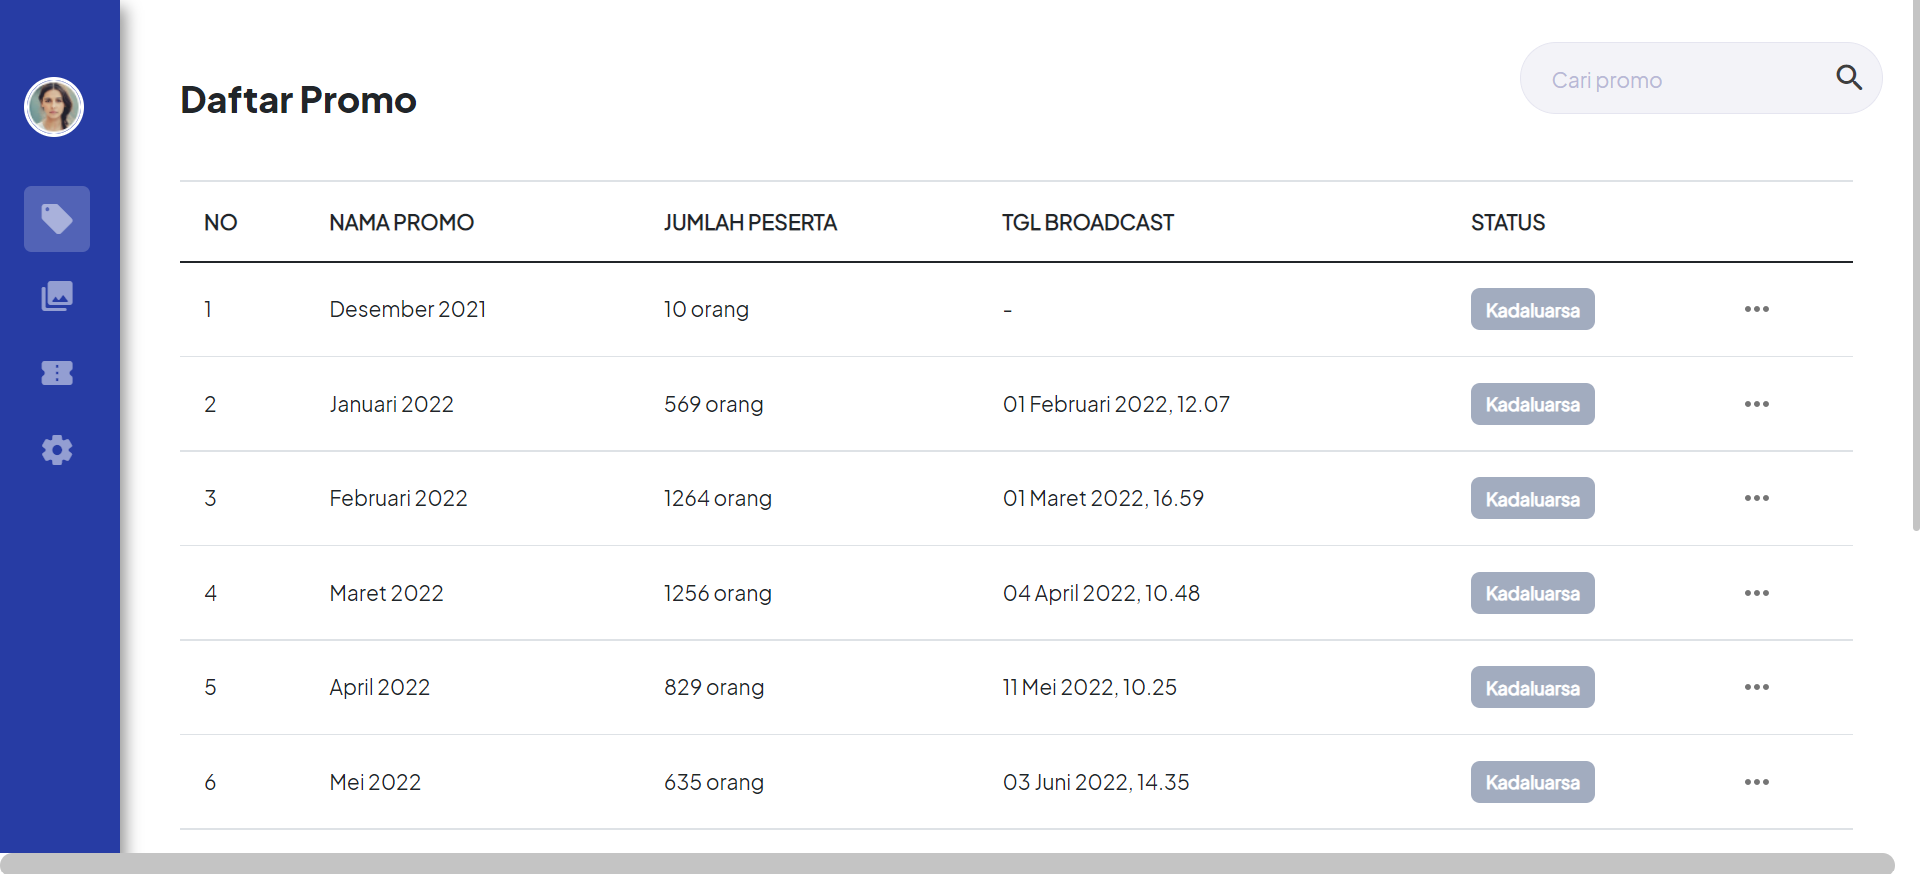 Daftar Promo
Cari promo
NO NAMA PROMO JUMLAH PESERTA TGL BROADCAST STATUS
1 Desember 2021 10 orang - Kadaluarsa
2 Januari 2022 569 orang 01 Februari 2022, 12.07 Kadaluarsa
3 Februari 2022 1264 orang 01 Maret 2022, 16.59 Kadaluarsa
4 Maret 2022 1256 orang 04 April 2022, 10.48 Kadaluarsa
5 April 2022 829 orang 11 Mei 2022, 10.25 Kadaluarsa
6 Mei 2022 635 orang 03 Juni 2022, 14.35 Kadaluarsa